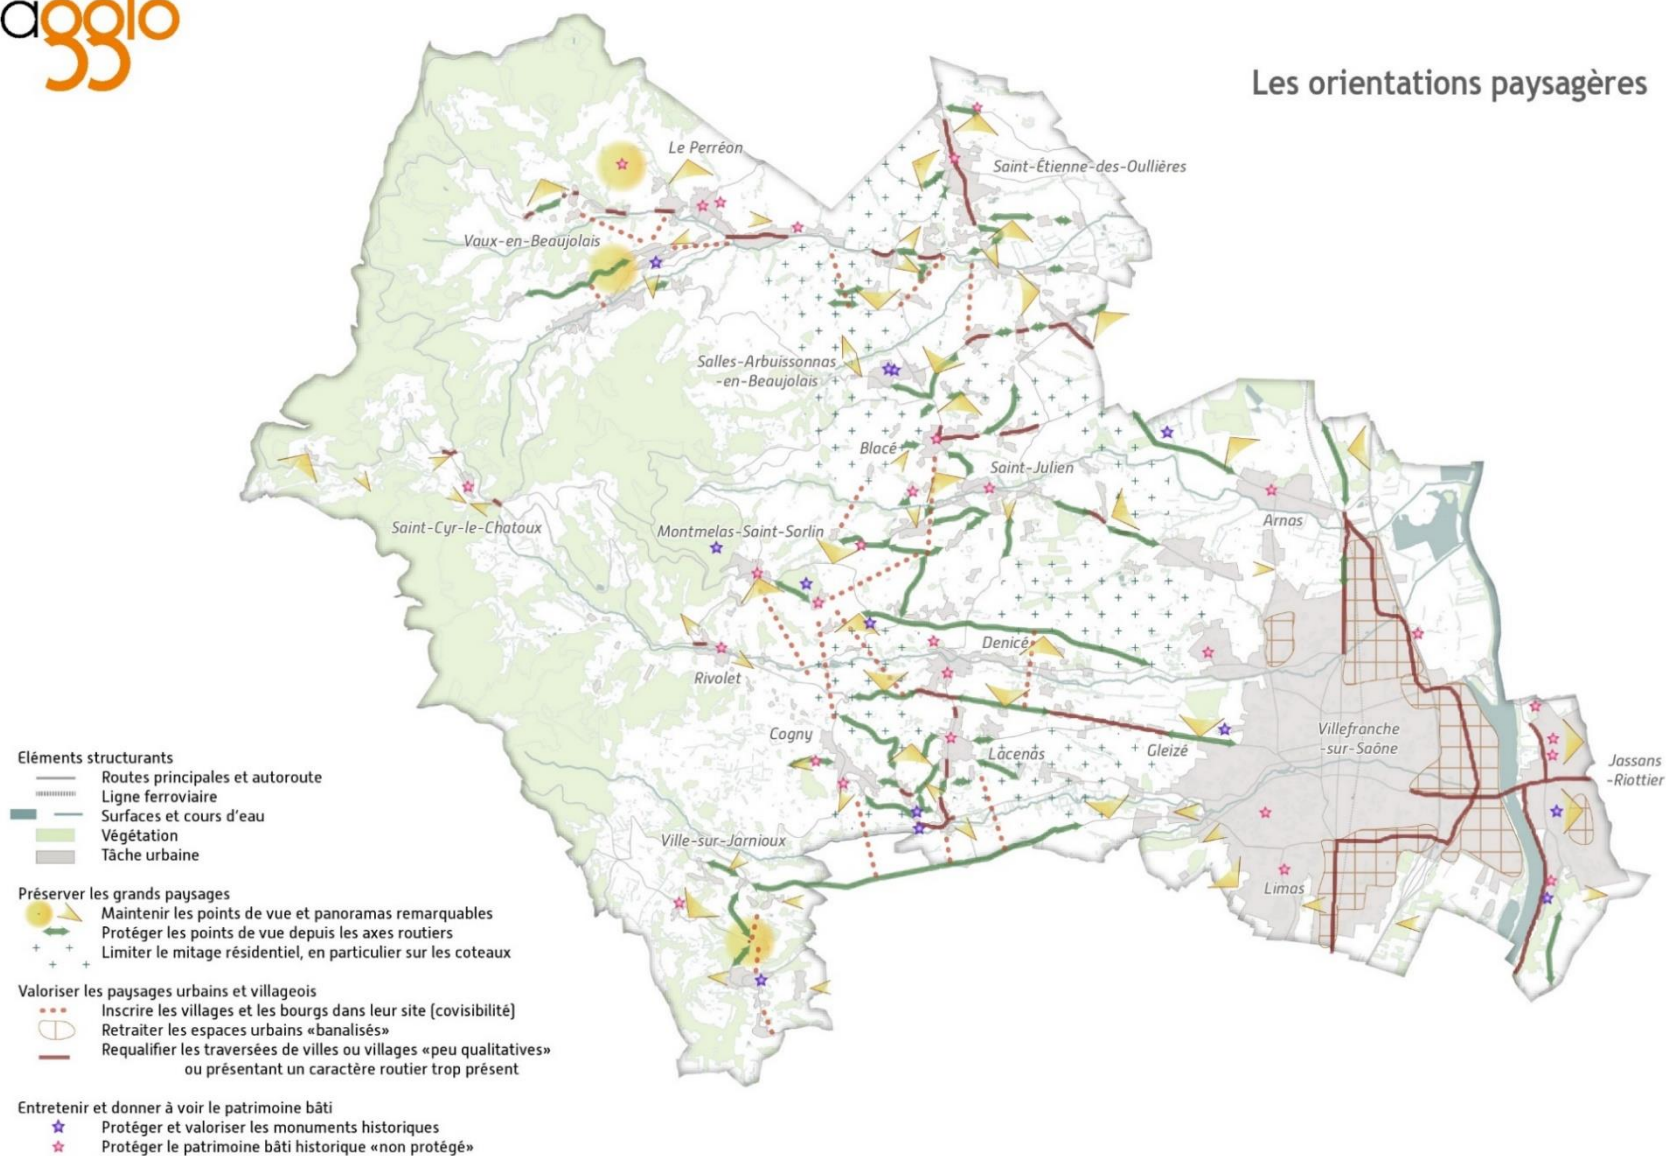 agglo
Les orientations paysagères
Le Perréon
Saint-Étienne-des-Oullières
Vaux-en-Beaujolais
Salles-Arbuissonnas
-en-Beaujolais
Blacé
Saint-Julien
Arnas
Saint-Cyr-le-Chatoux
Montmelas-Saint-Sorlin
Denicé
Rivolet
Cogny
Lacenas
Gleizé
Villefranche
-sur-Saône
Jassans
-Riottier
Ville-sur-Jarnioux
Limas
Eléments structurants
Routes principales et autoroute
Ligne ferroviaire
Surfaces et cours d'eau
Végétation
Tâche urbaine
Préserver les grands paysages
Maintenir les points de vue et panoramas remarquables
Protéger les points de vue depuis les axes routiers
Limiter le mitage résidentiel, en particulier sur les coteaux
Valoriser les paysages urbains et villageois
Inscrire les villages et les bourgs dans leur site (covisibilité)
Retraiter les espaces urbains «banalisés»
Requalifier les traversées de villes ou villages «peu qualitatives»
ou présentant un caractère routier trop présent
Entretenir et donner à voir le patrimoine bâti
Protéger et valoriser les monuments historiques
Protéger le patrimoine bâti historique «non protégé»